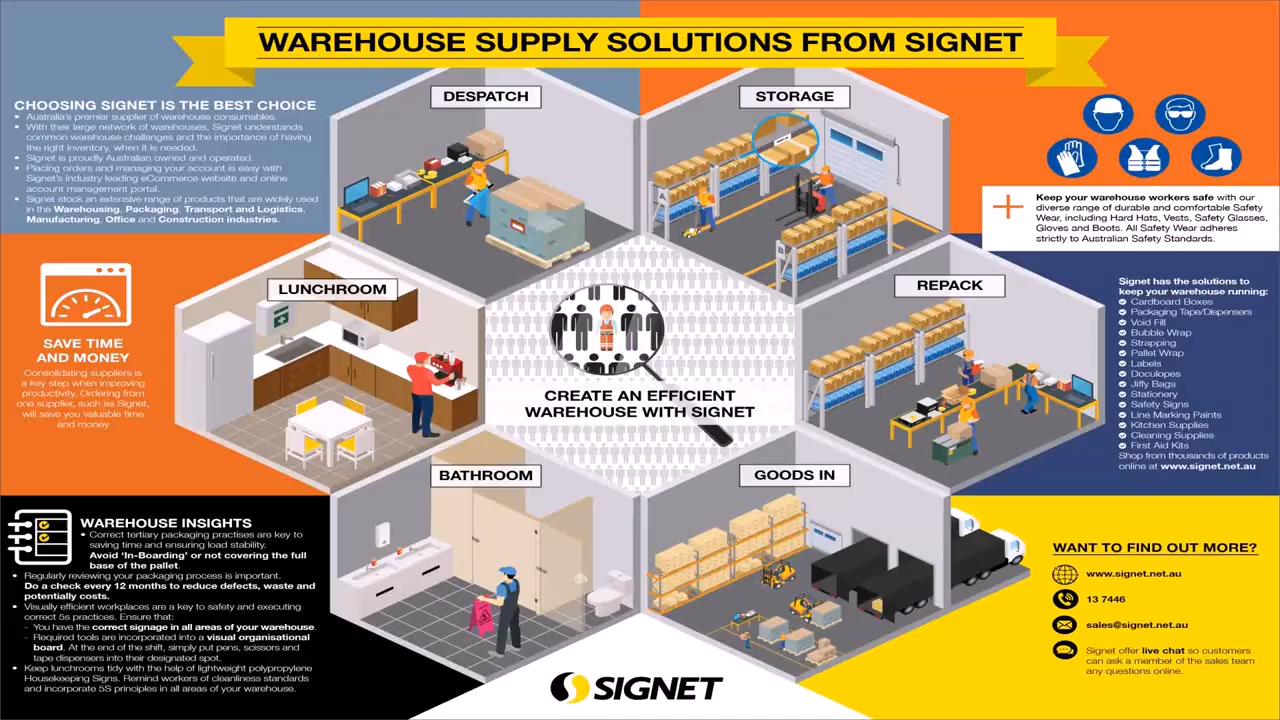 WAREHOUSE SUPPLY SOLUTIONS FROM SIGNET
CHOOSING SIGNET IS THE BEST CHOICE
• Australia's premier supplier of warehouse consumables.
• With their large network of warehouses, Signet understands
common warehouse challenges and the importance of having
the right inventory, when it is needed.
• Signet is proudly Australian owned and operated.
• Placing orders and managing your account is easy with
Signet's industry leading eCommerce website and online
account management portal.
• Signet stock an extensive range of products that are widely used
in the Warehousing, Packaging, Transport and Logistics,
Manufacturing, Office and Construction industries.
DESPATCH
STORAGE
A
B
Keep your warehouse workers safe with our
diverse range of durable and comfortable Safety
Wear, including Hard Hats, Vests, Safety Glasses,
Gloves and Boots. All Safety Wear adheres
strictly to Australian Safety Standards.
SAVE TIME
AND MONEY
Consolidating suppliers is
a key step when improving
productivity. Ordering from
one supplier, such as Signet,
will save you valuable time
and money
LUNCHROOM
CREATE AN EFFICIENT
WAREHOUSE WITH SIGNET
REPACK
Signet has the solutions to
keep your warehouse running:
Cardboard Boxes
Packaging Tape/Dispensers
Void Fill
Bubble Wrap
Strapping
Pallet Wrap
Labels
Doculopes
Jiffy Bags
Stationery
Safety Signs
Line Marking Paints
Kitchen Supplies
Cleaning Supplies
First Aid Kits
Shop from thousands of products
online at www.signet.net.au
WAREHOUSE INSIGHTS
• Correct tertiary packaging practises are key to
saving time and ensuring load stability.
Avoid 'In-Boarding' or not covering the full
base of the pallet.
• Regularly reviewing your packaging process is important.
Do a check every 12 months to reduce defects, waste and
potentially costs.
• Visually efficient workplaces are a key to safety and executing
correct 5s practices. Ensure that:
- You have the correct signage in all areas of your warehouse.
- Required tools are incorporated into a visual organisational
board. At the end of the shift, simply put pens, scissors and
tape dispensers into their designated spot.
• Keep lunchrooms tidy with the help of lightweight polypropylene
Housekeeping Signs. Remind workers of cleanliness standards
and incorporate 5S principles in all areas of your warehouse.
BATHROOM
GOODS IN
SIGNET
WANT TO FIND OUT MORE?
www.signet.net.au
13 7446
sales@signet.net.au
Signet offer live chat so customers
can ask a member of the sales team
any questions online.